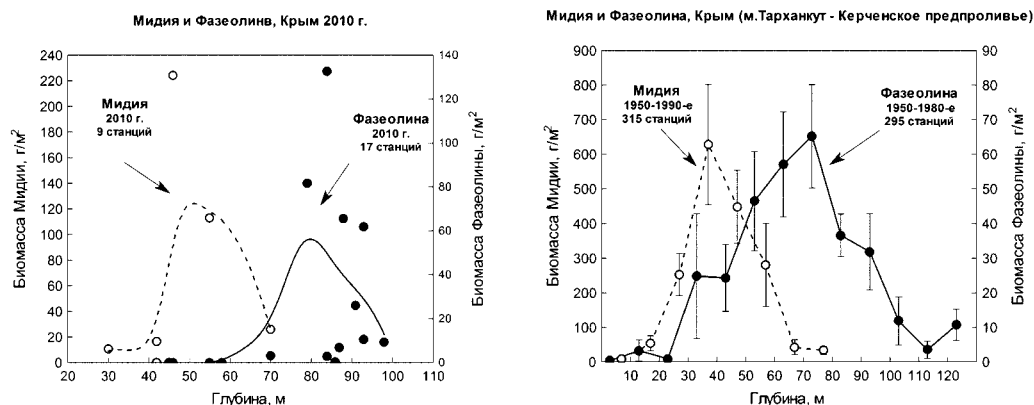 Мидия и Фазеолинв, Крым 2010 г.
240
220
200
180
160
140
120
100
80
60
40
20
0
140
120
100
80
60
40
20
0
Биомасса Мидии, г/м²
Биомасса Фазеолины, г/м²
Мидия
2010 г.
9 станций
Фазеолина
2010 г.
17 станций
20 30 40 50 60 70 80 90 100 110
Глубина, м
Мидия и Фазеолина, Крым (м.Тарханкут - Керченское предпроливье)
900
800
700
600
500
400
300
200
100
0
90
80
70
60
50
40
30
20
10
0
Биомасса Мидии, г/м²
Биомасса Фазеолины, г/м²
Мидия
1950-1990-е
315 станций
Фазеолина
1950-1980-е
295 станций
10 20 30 40 50 60 70 80 90 100 110 120
Глубина, м